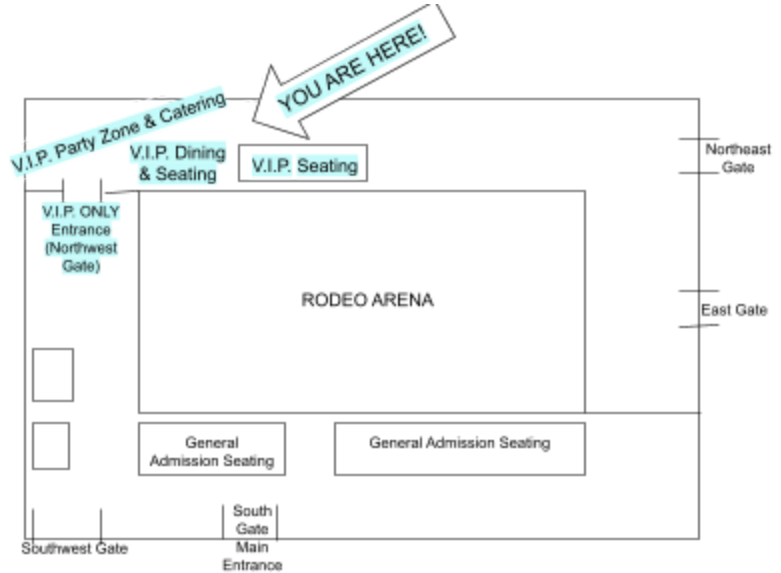 YOU ARE HERE!
V.I.P. Party Zone & Catering
V.I.P. Dining
& Seating
V.I.P. Seating
Northeast
Gate
V.I.P. ONLY
Entrance
(Northwest
Gate)
RODEO ARENA
East Gate
General
Admission Seating
General Admission Seating
South
Gate
Main
Entrance
Southwest Gate